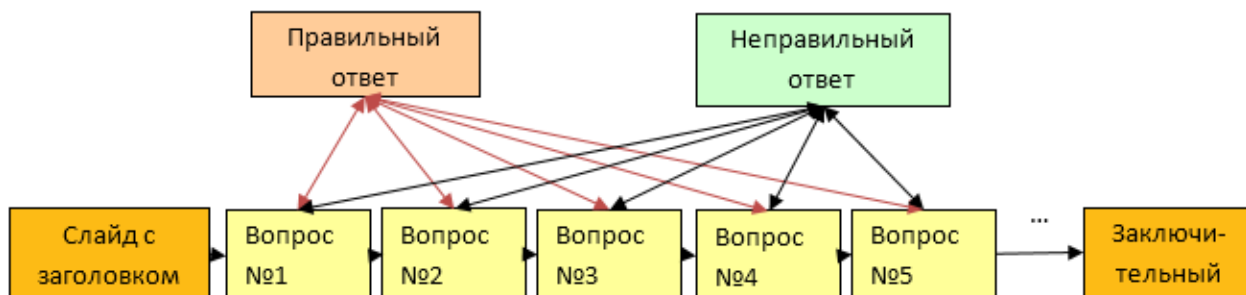 Правильный
ответ
Неправильный
ответ
Слайд с
заголовком
Вопрос
№1
Вопрос
№2
Вопрос
№3
Вопрос
№4
Вопрос
№5
...
Заключи-
тельный